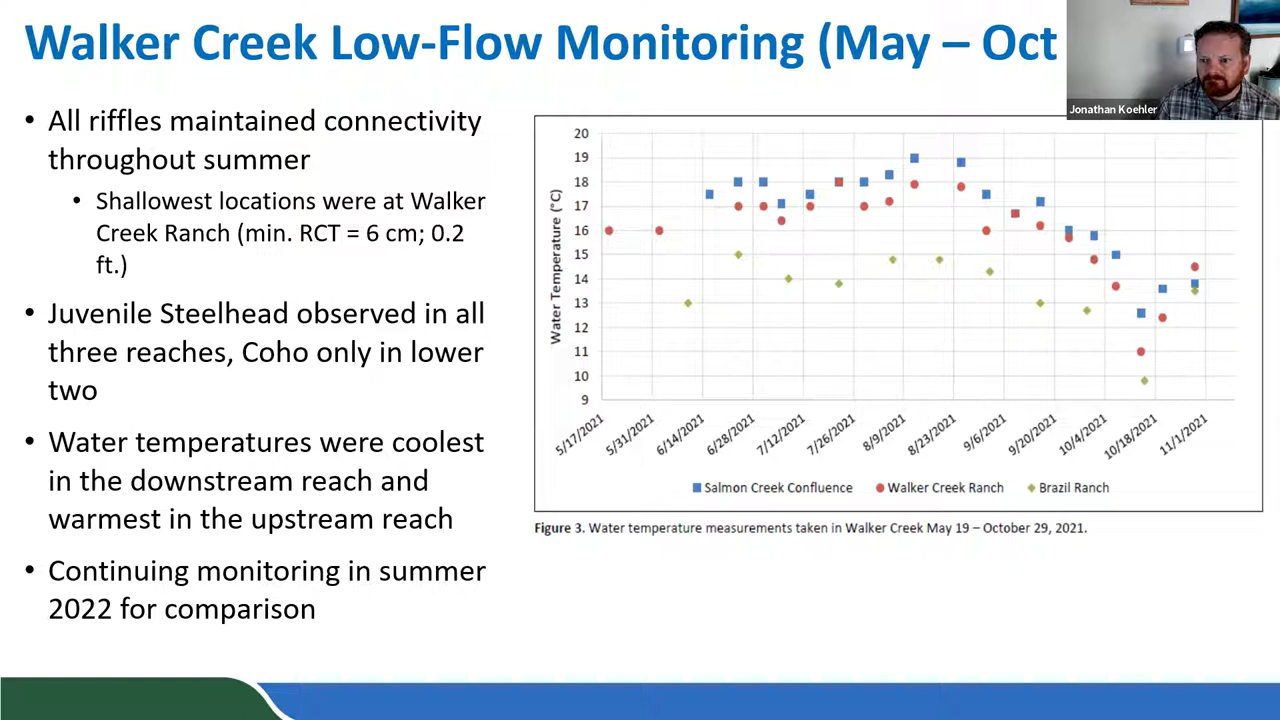 Walker Creek Low-Flow Monitoring (May – Oct
Jonathan Koehler
• All riffles maintained connectivity
throughout summer
• Shallowest locations were at Walker
Creek Ranch (min. RCT = 6 cm; 0.2
ft.)
• Juvenile Steelhead observed in all
three reaches, Coho only in lower
two
• Water temperatures were coolest
in the downstream reach and
warmest in the upstream reach
• Continuing monitoring in summer
2022 for comparison
Water Temperature (°C)
20
19
18
17
16
15
14
13
12
11
10
9
5/17/2021
5/31/2021
6/14/2021
6/28/2021
7/12/2021
7/26/2021
8/9/2021
8/23/2021
9/6/2021
9/20/2021
10/4/2021
10/18/2021
11/1/2021
Salmon Creek Confluence
Walker Creek Ranch
Brazil Ranch
Figure 3. Water temperature measurements taken in Walker Creek May 19 – October 29, 2021.